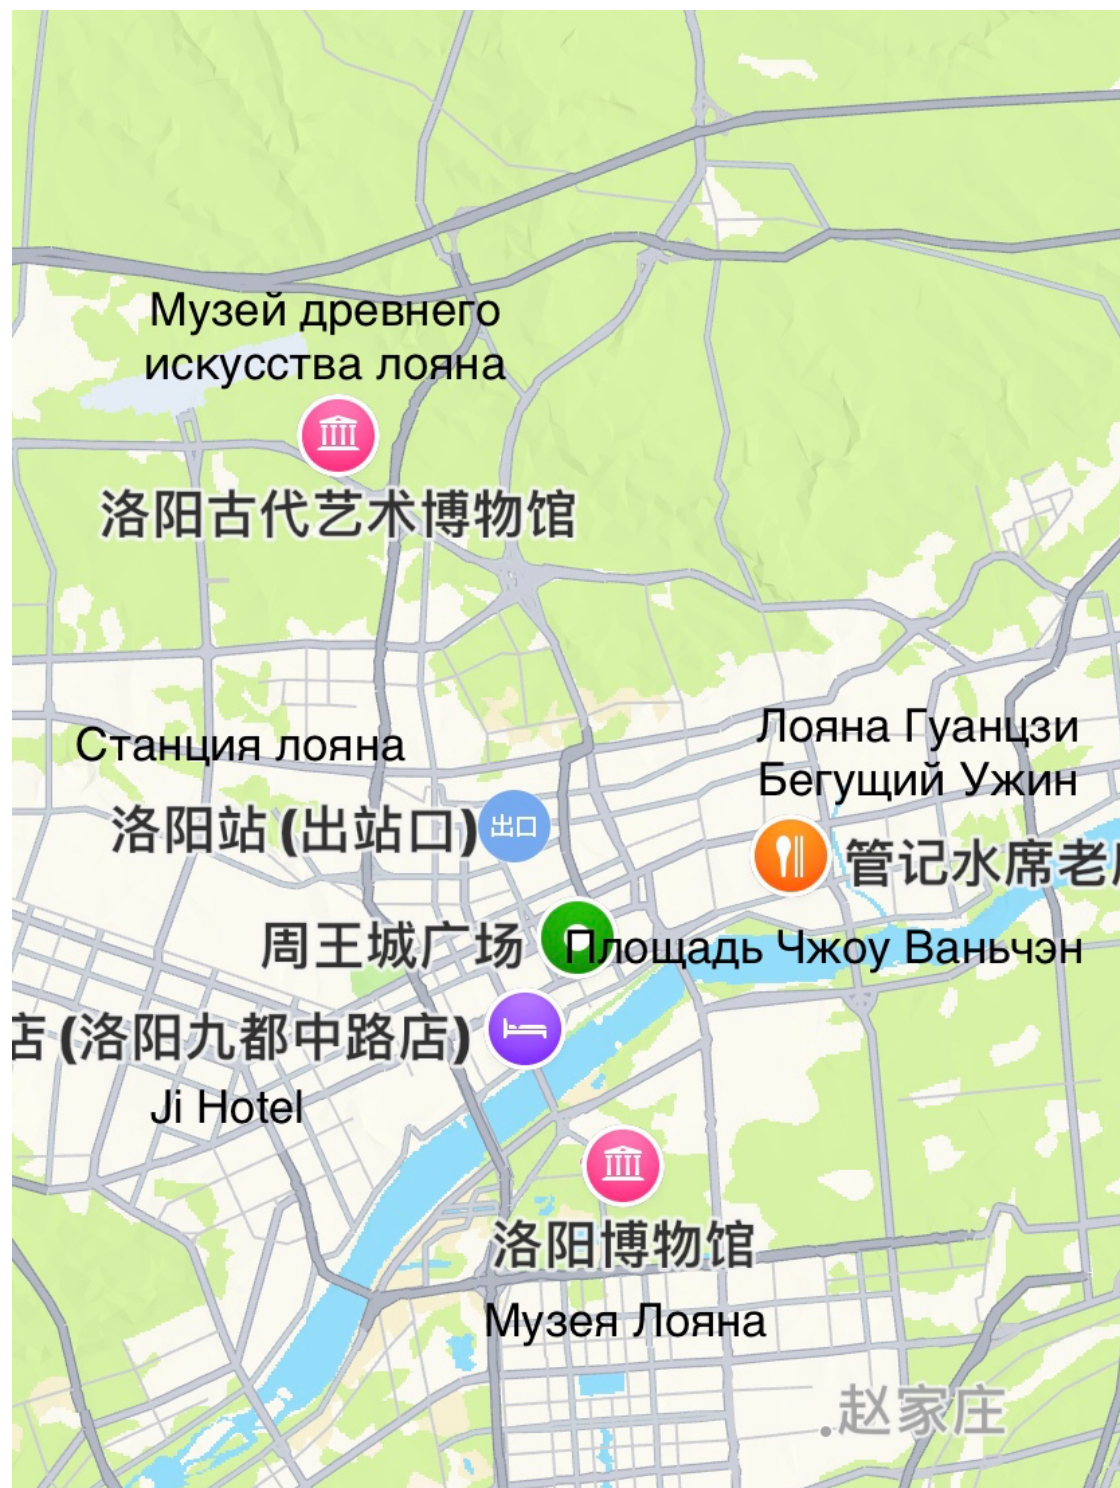 Музей древнего
искусства лояна
洛阳古代艺术博物馆
Станция лояна
Лояна Гуанцзи
Бегущий Ужин
洛阳站 (出站口)
出口
管记水席老
周王城广场
Площадь Чжоу Ваньчэн
店 (洛阳九都中路店)
Ji Hotel
洛阳博物馆
Музея Лояна
赵家庄